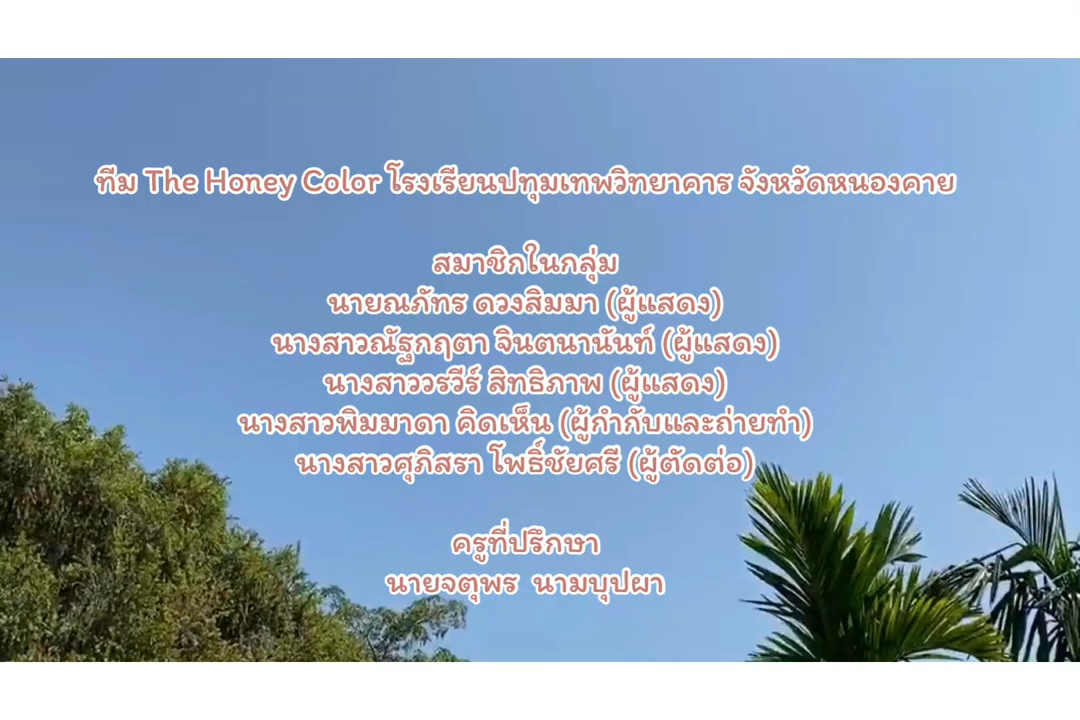 ทีม The Honey Color โรงเรียนปทุมเทพวิทยาคาร จังหวัดหนองคาย
สมาชิกในกลุ่ม
นายณภัทร ดวงสิมมา (ผู้แสดง)
นางสาวณัฐกฤตา จินตนานันท์ (ผู้แสดง)
นางสาววรวีร์ สิทธิภาพ (ผู้แสดง)
นางสาวพิมมาดา คิดเห็น (ผู้กำกับและถ่ายทำ)
นางสาวศุภิสรา โพธิ์ชัยศรี (ผู้ตัดต่อ)
ครูที่ปรึกษา
นายจตุพร นามบุปผา